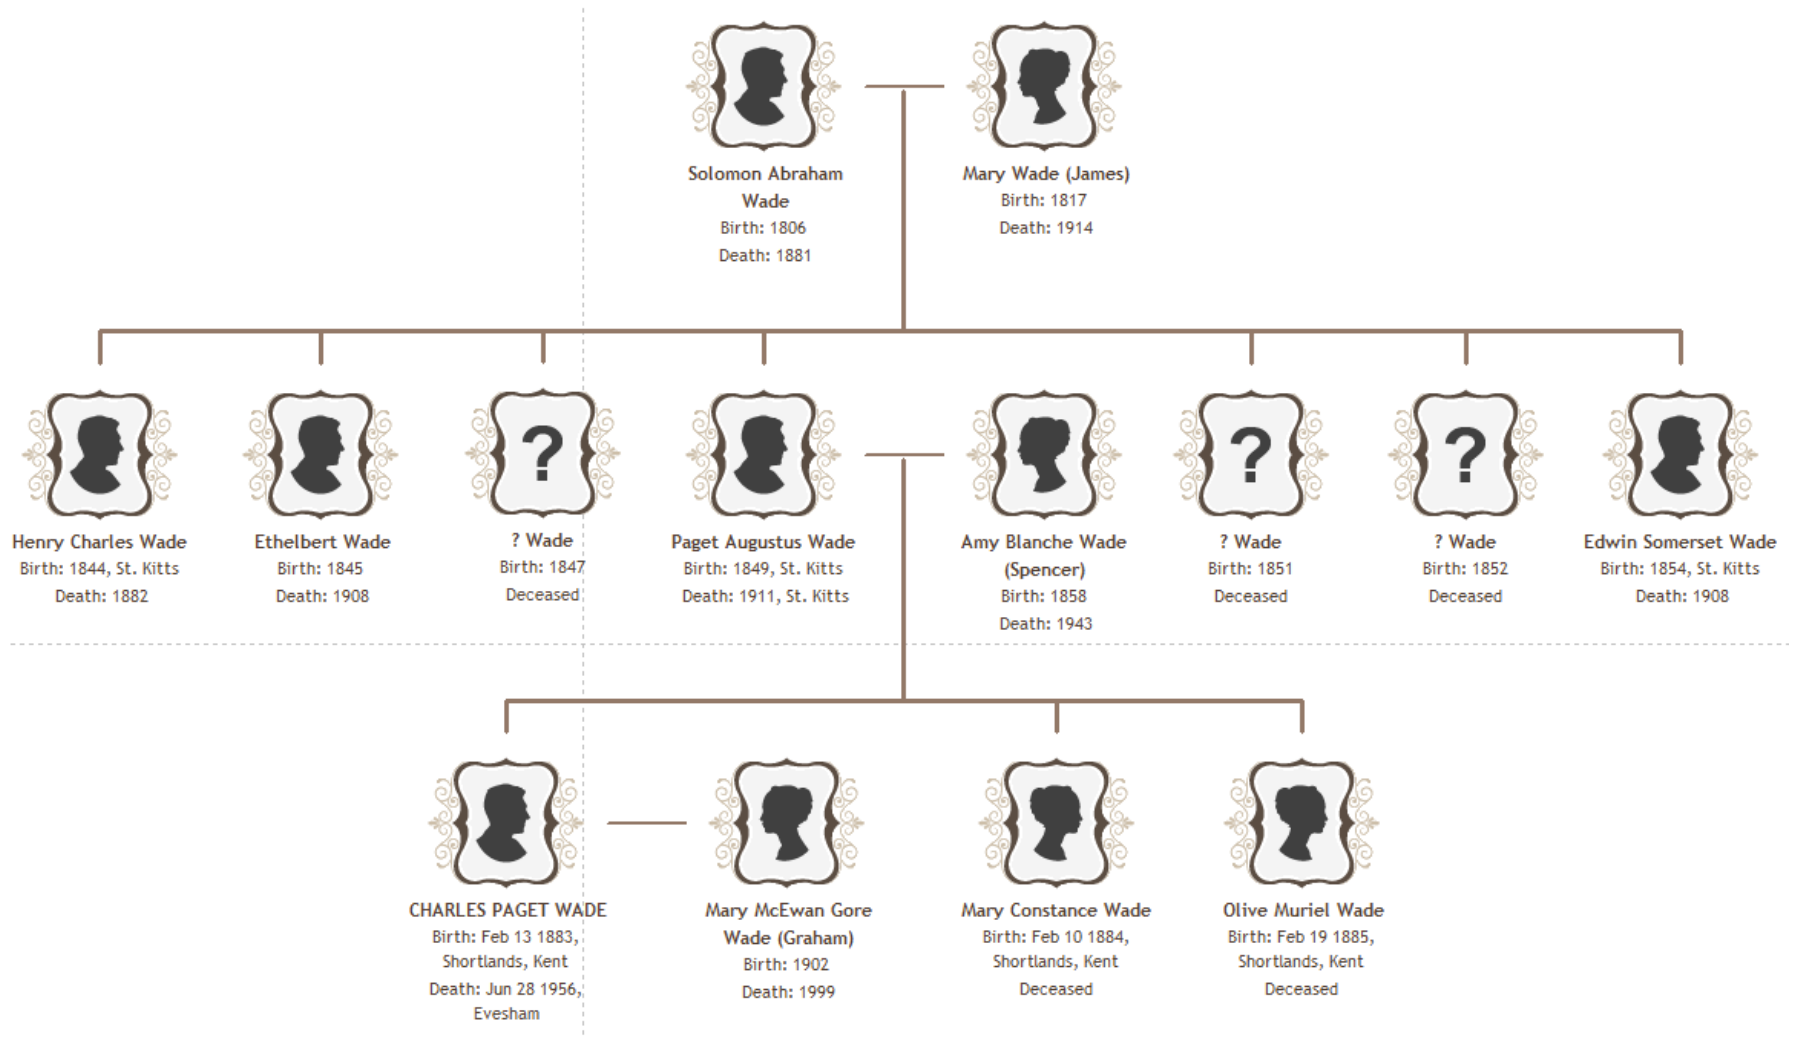 Solomon Abraham
Wade
Birth: 1806
Death: 1881
Mary Wade (James)
Birth: 1817
Death: 1914
Henry Charles Wade
Birth: 1844, St. Kitts
Death: 1882
Ethelbert Wade
Birth: 1845
Death: 1908
?
? Wade
Birth: 1847
Deceased
Paget Augustus Wade
Birth: 1849, St. Kitts
Death: 1911, St. Kitts
Amy Blanche Wade
(Spencer)
Birth: 1858
Death: 1943
?
? Wade
Birth: 1851
Deceased
?
? Wade
Birth: 1852
Deceased
Edwin Somerset Wade
Birth: 1854, St. Kitts
Death: 1908
CHARLES PAGET WADE
Birth: Feb 13 1883,
Shortlands, Kent
Death: Jun 28 1956,
Evesham
Mary McEwan Gore
Wade (Graham)
Birth: 1902
Death: 1999
Mary Constance Wade
Birth: Feb 10 1884,
Shortlands, Kent
Deceased
Olive Muriel Wade
Birth: Feb 19 1885,
Shortlands, Kent
Deceased